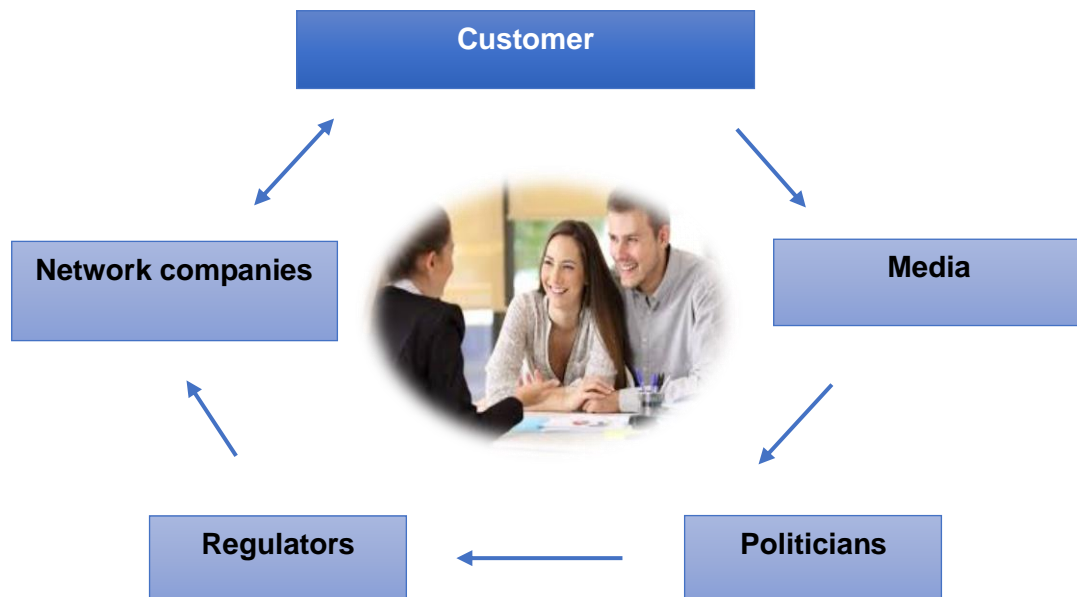 Customer
Network companies
Media
Regulators
Politicians